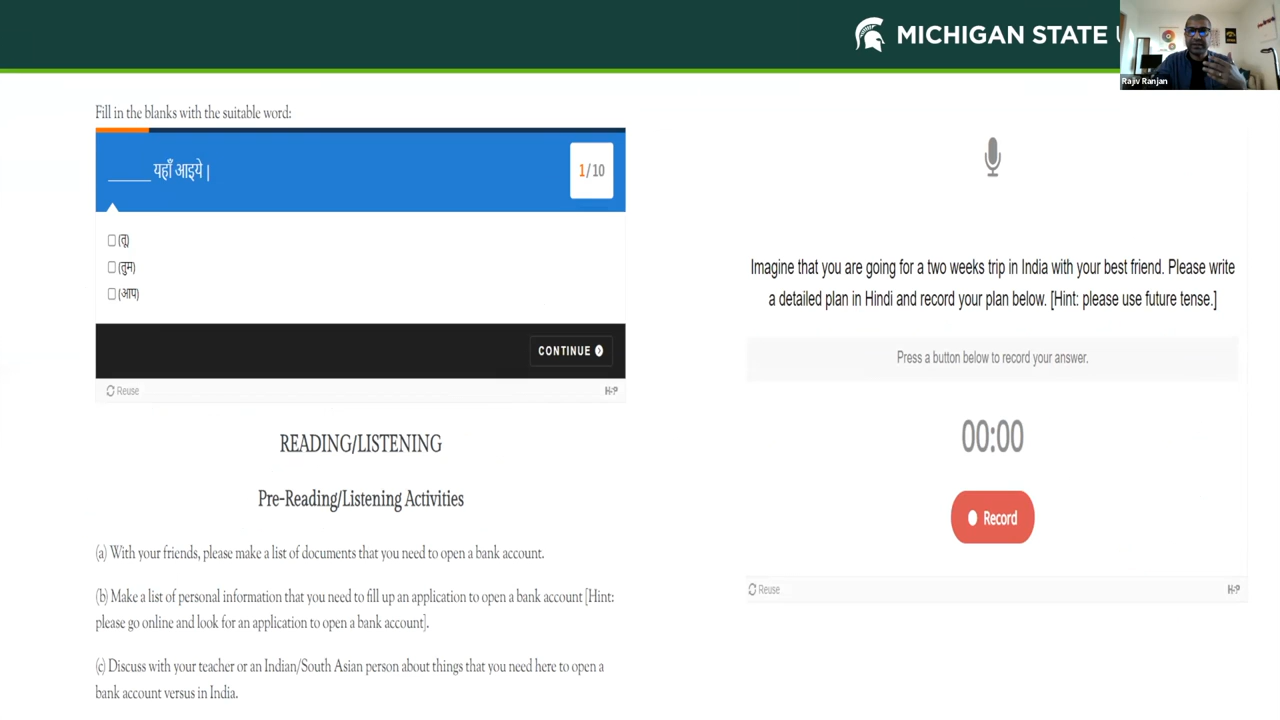 MICHIGAN STATE
Rajiv Ranjan
Fill in the blanks with the suitable word:
______ यहाँ आइये |
1/10
(तू)
(तुम)
(आप)
CONTINUE
Reuse
H5P
READING/LISTENING
Pre-Reading/Listening Activities
(a) With your friends, please make a list of documents that you need to open a bank account.
(b) Make a list of personal information that you need to fill up an application to open a bank account [Hint:
please go online and look for an application to open a bank account].
(c) Discuss with your teacher or an Indian/South Asian person about things that you need here to open a
bank account versus in India.
Imagine that you are going for a two weeks trip in India with your best friend. Please write
a detailed plan in Hindi and record your plan below. [Hint: please use future tense.]
Press a button below to record your answer.
00:00
Record
Reuse
H5P